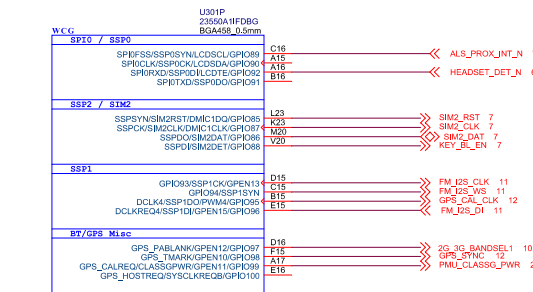 U301P
23550A1IFDBG
WCG BGA458_0.5mm
SPI0 / SSP0
SPI0FSS/SSP0SYN/LCDSCL/GPIO89 C16 ALS_PROX_INT_N
SPI0CLK/SSP0CK/LCDSDA/GPIO90 A15
SPI0RXD/SSP0DI/LCDTE/GPIO92 A16 HEADSET_DET_N 6
SPI0TXD/SSP0DO/GPIO91 B16
SSP2 / SIM2
SSPSYN/SIM2RST/DMIC1DQ/GPIO85 L23 SIM2_RST 7
SSPCK/SIM2CLK/DMIC1CLK/GPIO87 K23 SIM2_CLK 7
SSPDO/SIM2DAT/GPIO86 M20 SIM2_DAT 7
SSPDI/SIM2DET/GPIO88 V20 KEY_BL_EN 7
SSP1
GPIO93/SSP1CK/GPEN13 D15 FM_I2S_CLK 11
GPIO94/SSP1SYN C15 FM_I2S_WS 11
DCLK4/SSP1DO/PWM4/GPIO95 B15 GPS_CAL_CLK 12
DCLKREQ4/SSP1DI/GPEN15/GPIO96 E15 FM_I2S_DI 11
BT/GPS Misc
GPS_PABLANK/GPEN12/GPIO97 D16 2G_3G_BANDSEL1 10
GPS_TMARK/GPEN10/GPIO98 F15 GPS_SYNC 12
GPS_CALREQ/CLASSGPWR/GPEN11/GPIO99 A17 PMU_CLASSG_PWR 2
GPS_HOSTREQ/SYSCLKREQB/GPIO100 E16